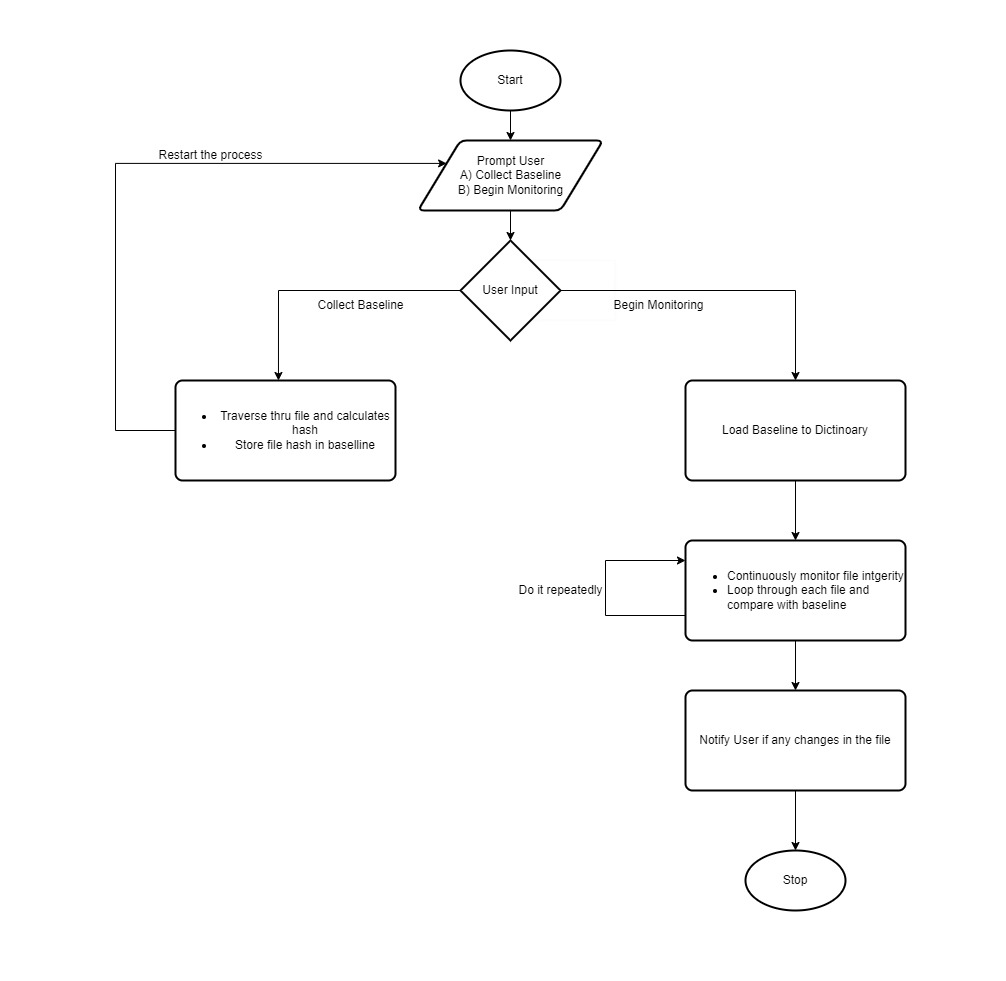 Start
Restart the process
Prompt User
A) Collect Baseline
B) Begin Monitoring
User Input
Collect Baseline
Begin Monitoring
• Traverse thru file and calculates
hash
• Store file hash in baselline
Load Baseline to Dictinoary
Do it repeatedly
• Continuously monitor file intgerity
• Loop through each file and
compare with baseline
Notify User if any changes in the file
Stop